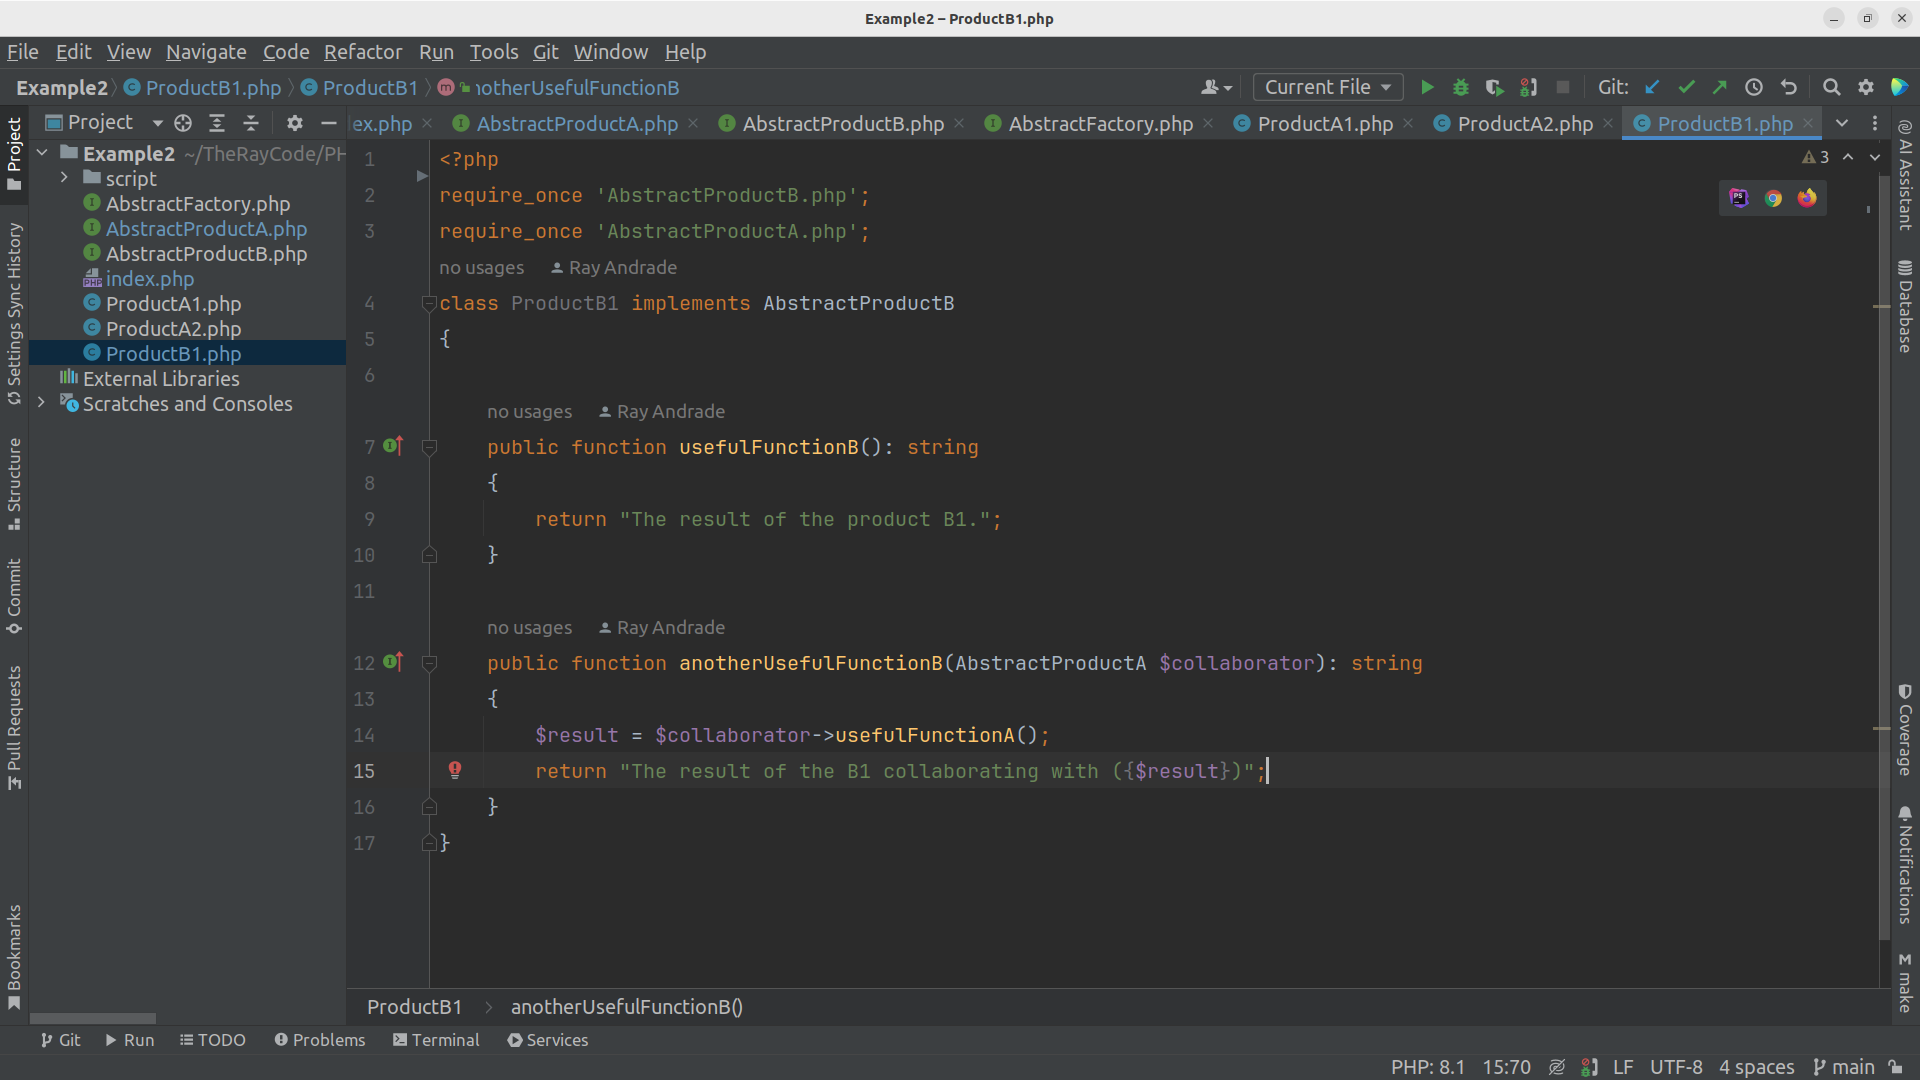 Example2 – ProductB1.php
File Edit View Navigate Code Refactor Run Tools Git Window Help
Example2 ProductB1.php ProductB1 m notherUsefulFunctionB Current File Git:
Project ex.php AbstractProductA.php AbstractProductB.php AbstractFactory.php ProductA1.php ProductA2.php ProductB1.php
Example2 ~/TheRayCode/PH
script
AbstractFactory.php
AbstractProductA.php
AbstractProductB.php
index.php
ProductA1.php
ProductA2.php
ProductB1.php
External Libraries
Scratches and Consoles
Project
Settings Sync History
Structure
Commit
Pull Requests
Bookmarks
3
1 <?php
2 require_once 'AbstractProductB.php';
3 require_once 'AbstractProductA.php';
no usages Ray Andrade
4 class ProductB1 implements AbstractProductB
5 {
6
no usages Ray Andrade
7 public function usefulFunctionB(): string
8 {
9 return "The result of the product B1.";
10 }
11
no usages Ray Andrade
12 public function anotherUsefulFunctionB(AbstractProductA $collaborator): string
13 {
14 $result = $collaborator->usefulFunctionA();
15 return "The result of the B1 collaborating with ({$result})";
16 }
17 }
AI Assistant
Database
Coverage
Notifications
M make
ProductB1 anotherUsefulFunctionB()
Git Run TODO Problems Terminal Services
PHP: 8.1 15:70 LF UTF-8 4 spaces main